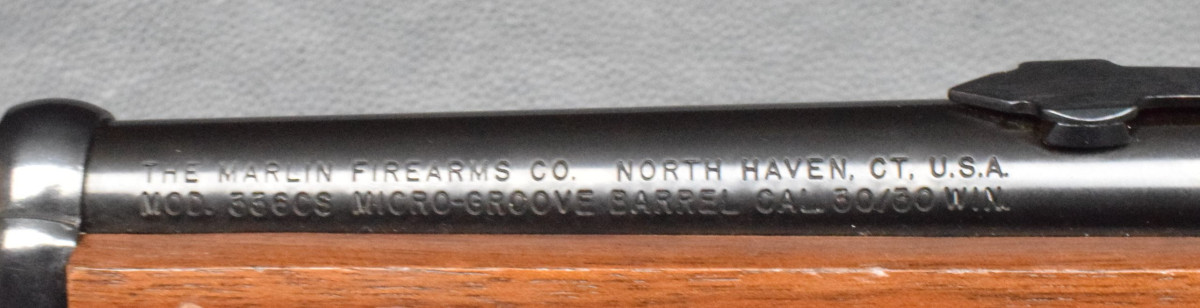 THE MARLIN FIREARMS CO. NORTH HAVEN, CT, U.S.A.
MOD. 336CS MICRO-GROOVE BARREL CAL. 30/30 WIN.